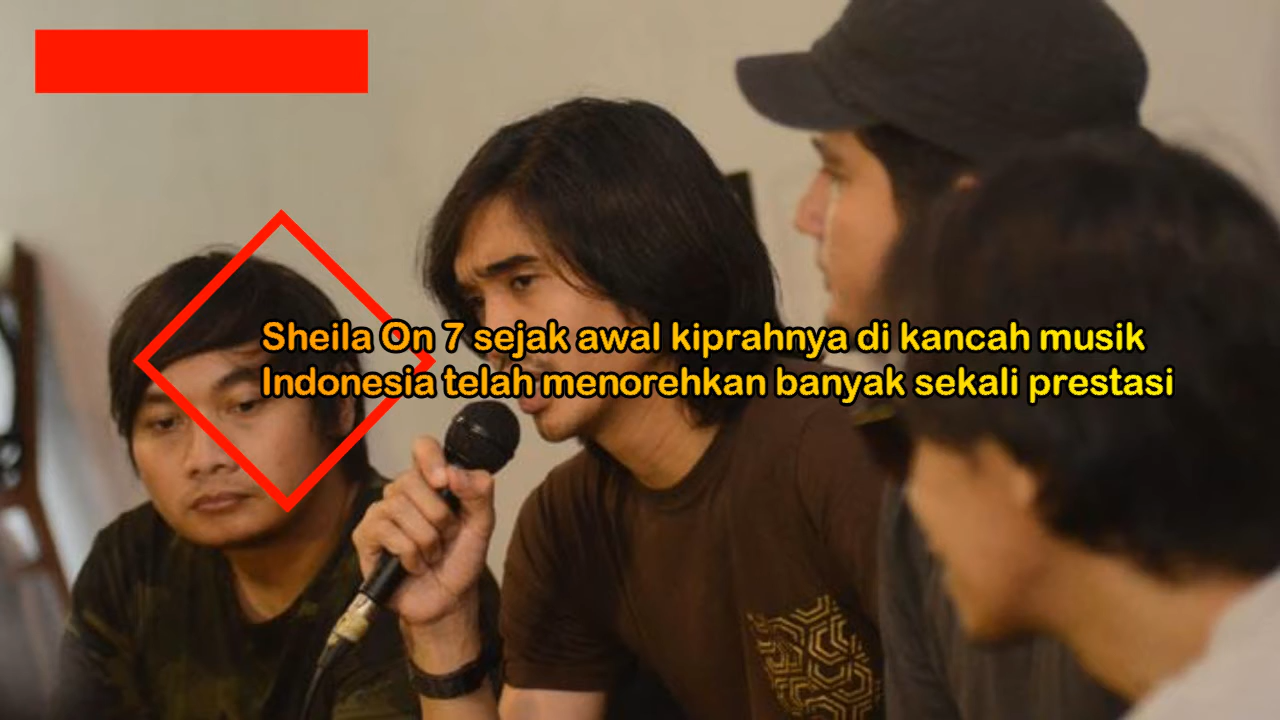 Sheila On 7 sejak awal kiprahnya di kancah musik
Indonesia telah menorehkan banyak sekali prestasi